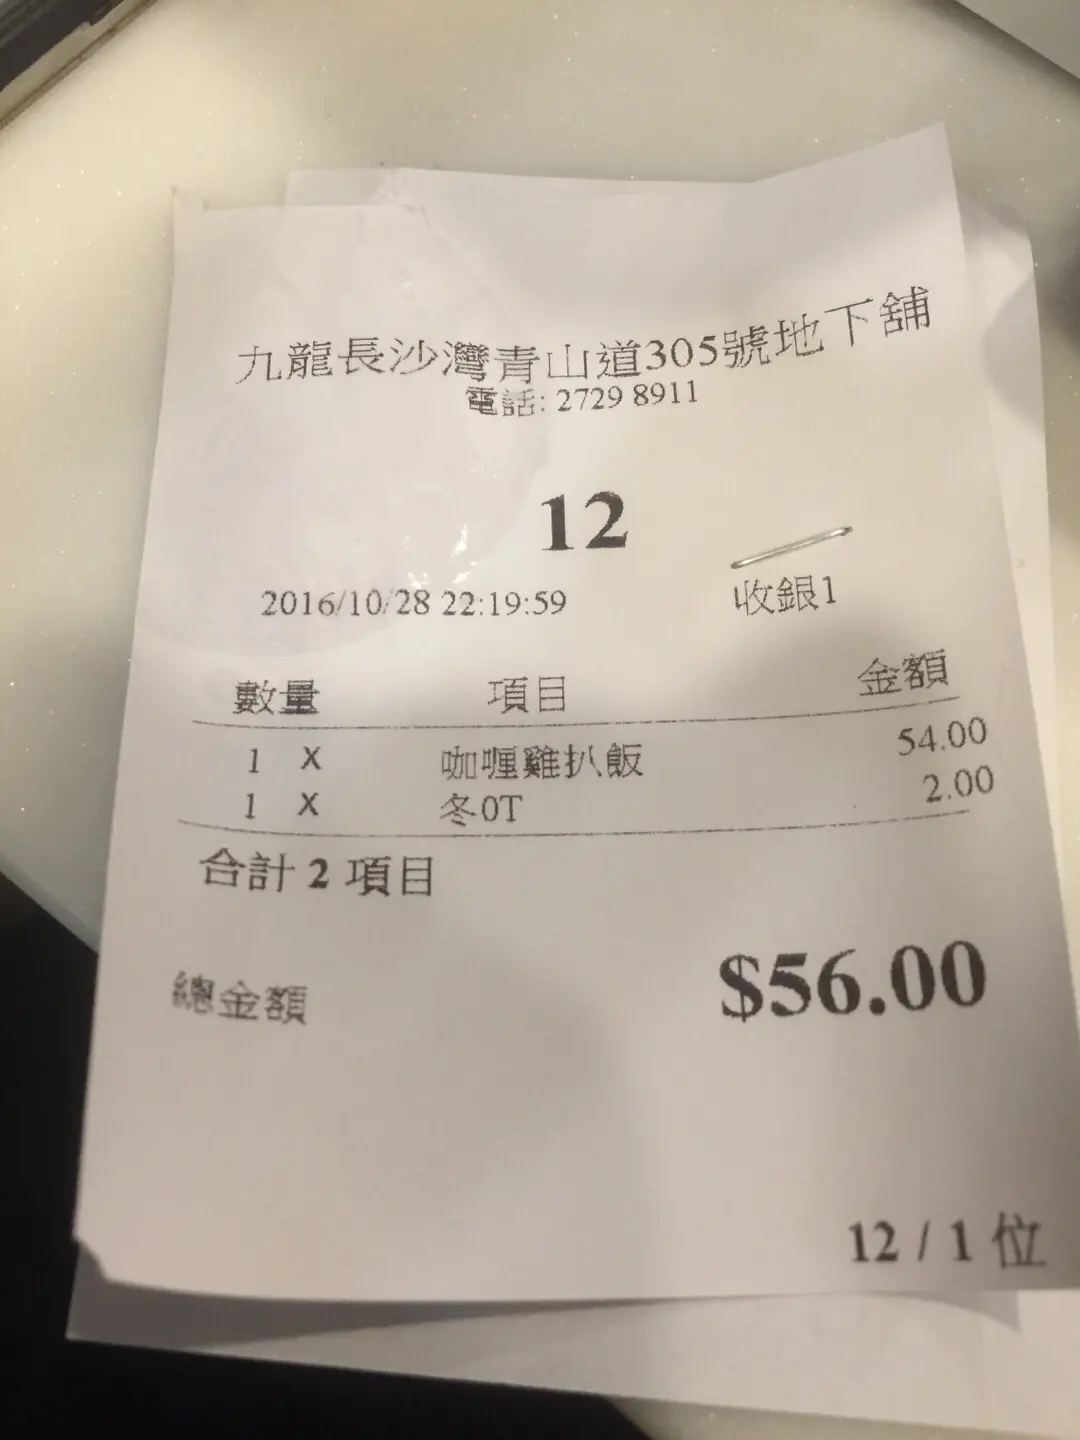 九龍長沙灣青山道305號地下舖
電話: 2729 8911
12
2016/10/28 22:19:59 收銀1
數量 項目 金額
1 X 咖喱雞扒飯 54.00
1 X 冬0T 2.00
合計 2 項目
總金額 $56.00
12 / 1 位